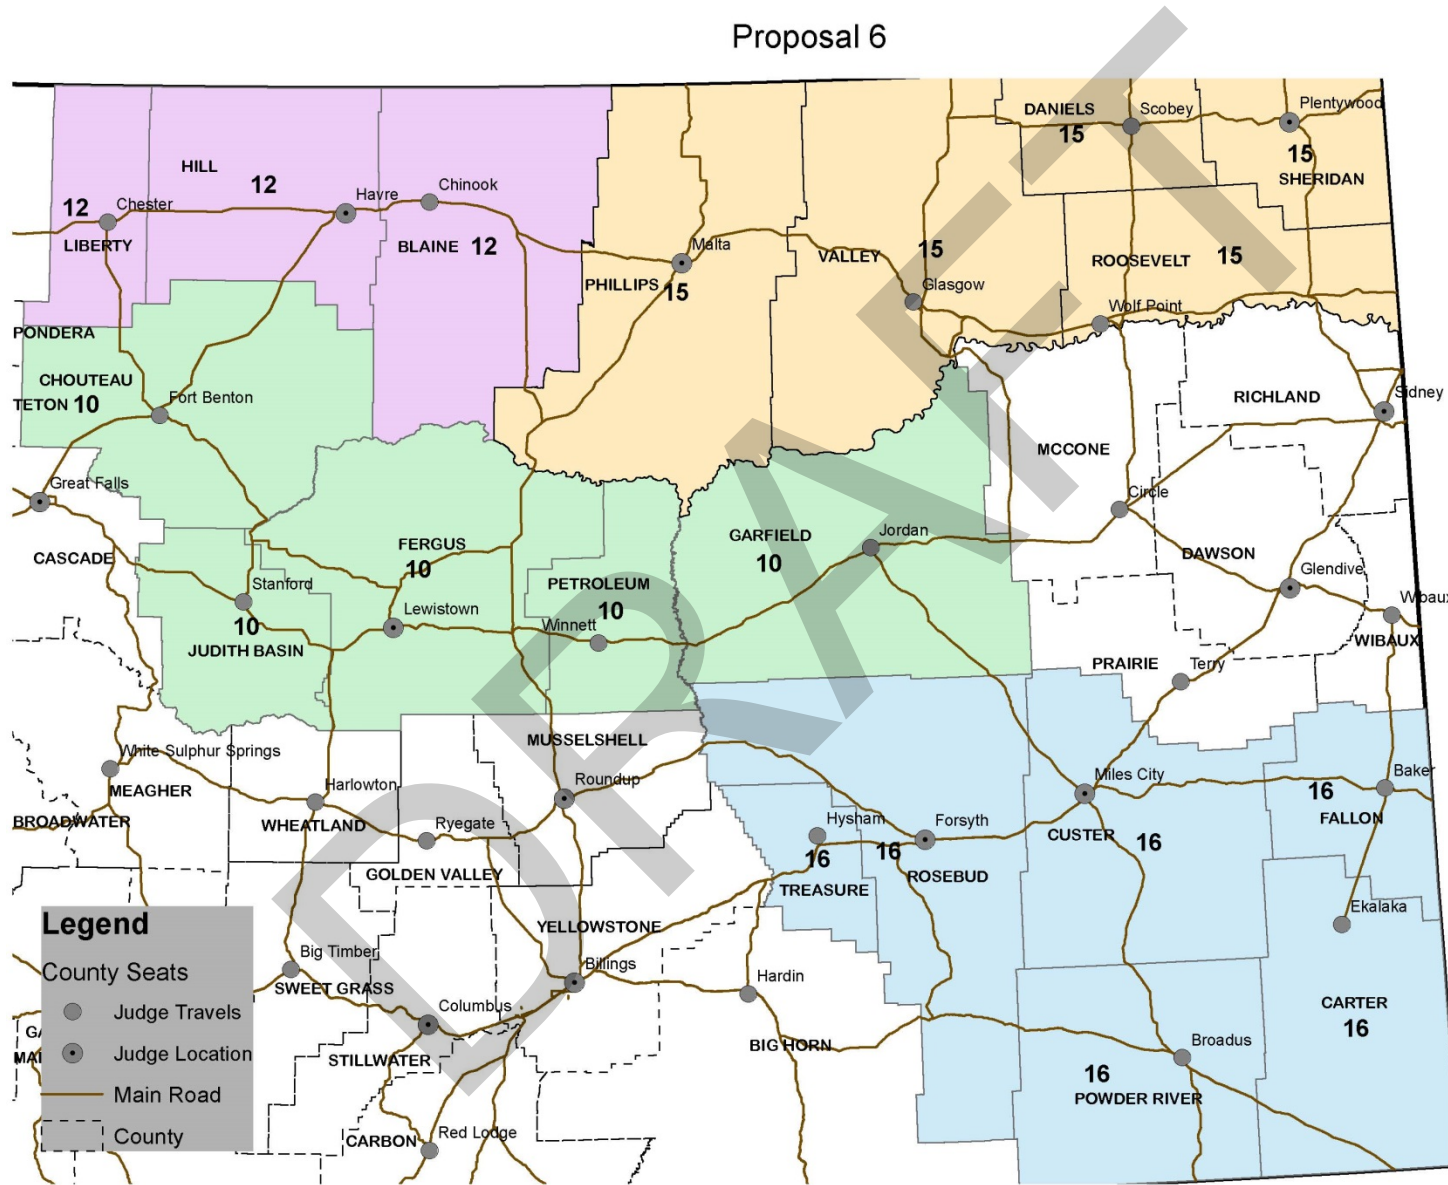 Proposal 6
DANIELS
15
Scobey
Plentywood
15
SHERIDAN
HILL
12
Havre
Chinook
12
Chester
LIBERTY
BLAINE
12
Malta
PHILLIPS
15
VALLEY
15
Glasgow
ROOSEVELT
15
Wolf Point
PONDERA
CHOUTEAU
TETON
10
Fort Benton
RICHLAND
Sidney
MCCONE
Great Falls
Circle
CASCADE
FERGUS
10
GARFIELD
10
Jordan
DAWSON
Glendive
Stanford
10
JUDITH BASIN
Lewistown
PETROLEUM
10
Winnett
Wibaux
WIBAUX
PRAIRIE
Terry
White Sulphur Springs
MEAGHER
BROADWATER
Harlowton
WHEATLAND
MUSSELSHELL
Roundup
Ryegate
GOLDEN VALLEY
Miles City
CUSTER
16
Baker
16
FALLON
Hysham
16
TREASURE
16
Forsyth
ROSEBUD
Ekalaka
YELLOWSTONE
Billings
Big Timber
SWEET GRASS
Columbus
STILLWATER
Hardin
BIG HORN
CARTER
16
Broadus
16
POWDER RIVER
CARBON
Red Lodge
Legend
County Seats
Judge Travels
Judge Location
Main Road
County
DRAFT